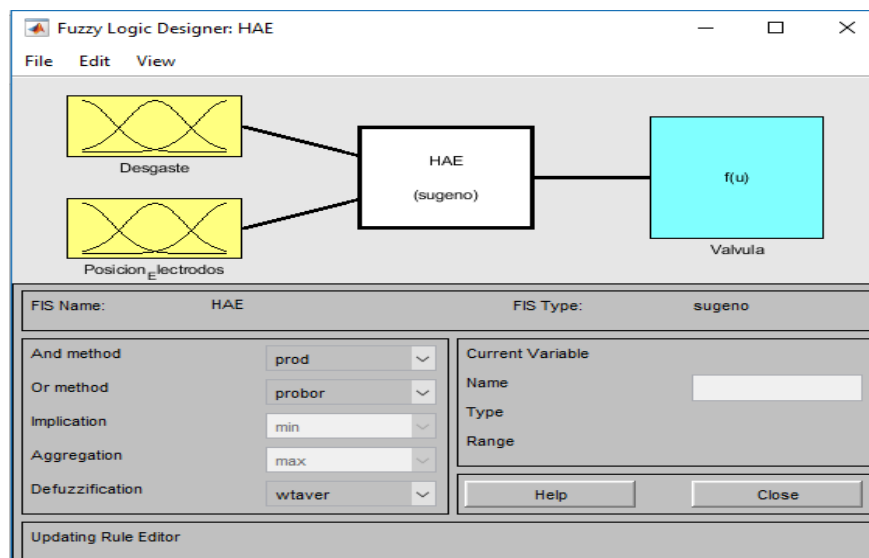 Fuzzy Logic Designer: HAE
File Edit View
Desgaste
Posicion_Electrodos
HAE
(sugeno)
f(u)
Valvula
FIS Name: HAE FIS Type: sugeno
And method prod
Or method probor
Implication min
Aggregation max
Defuzzification wtaver
Current Variable
Name
Type
Range
Help Close
Updating Rule Editor